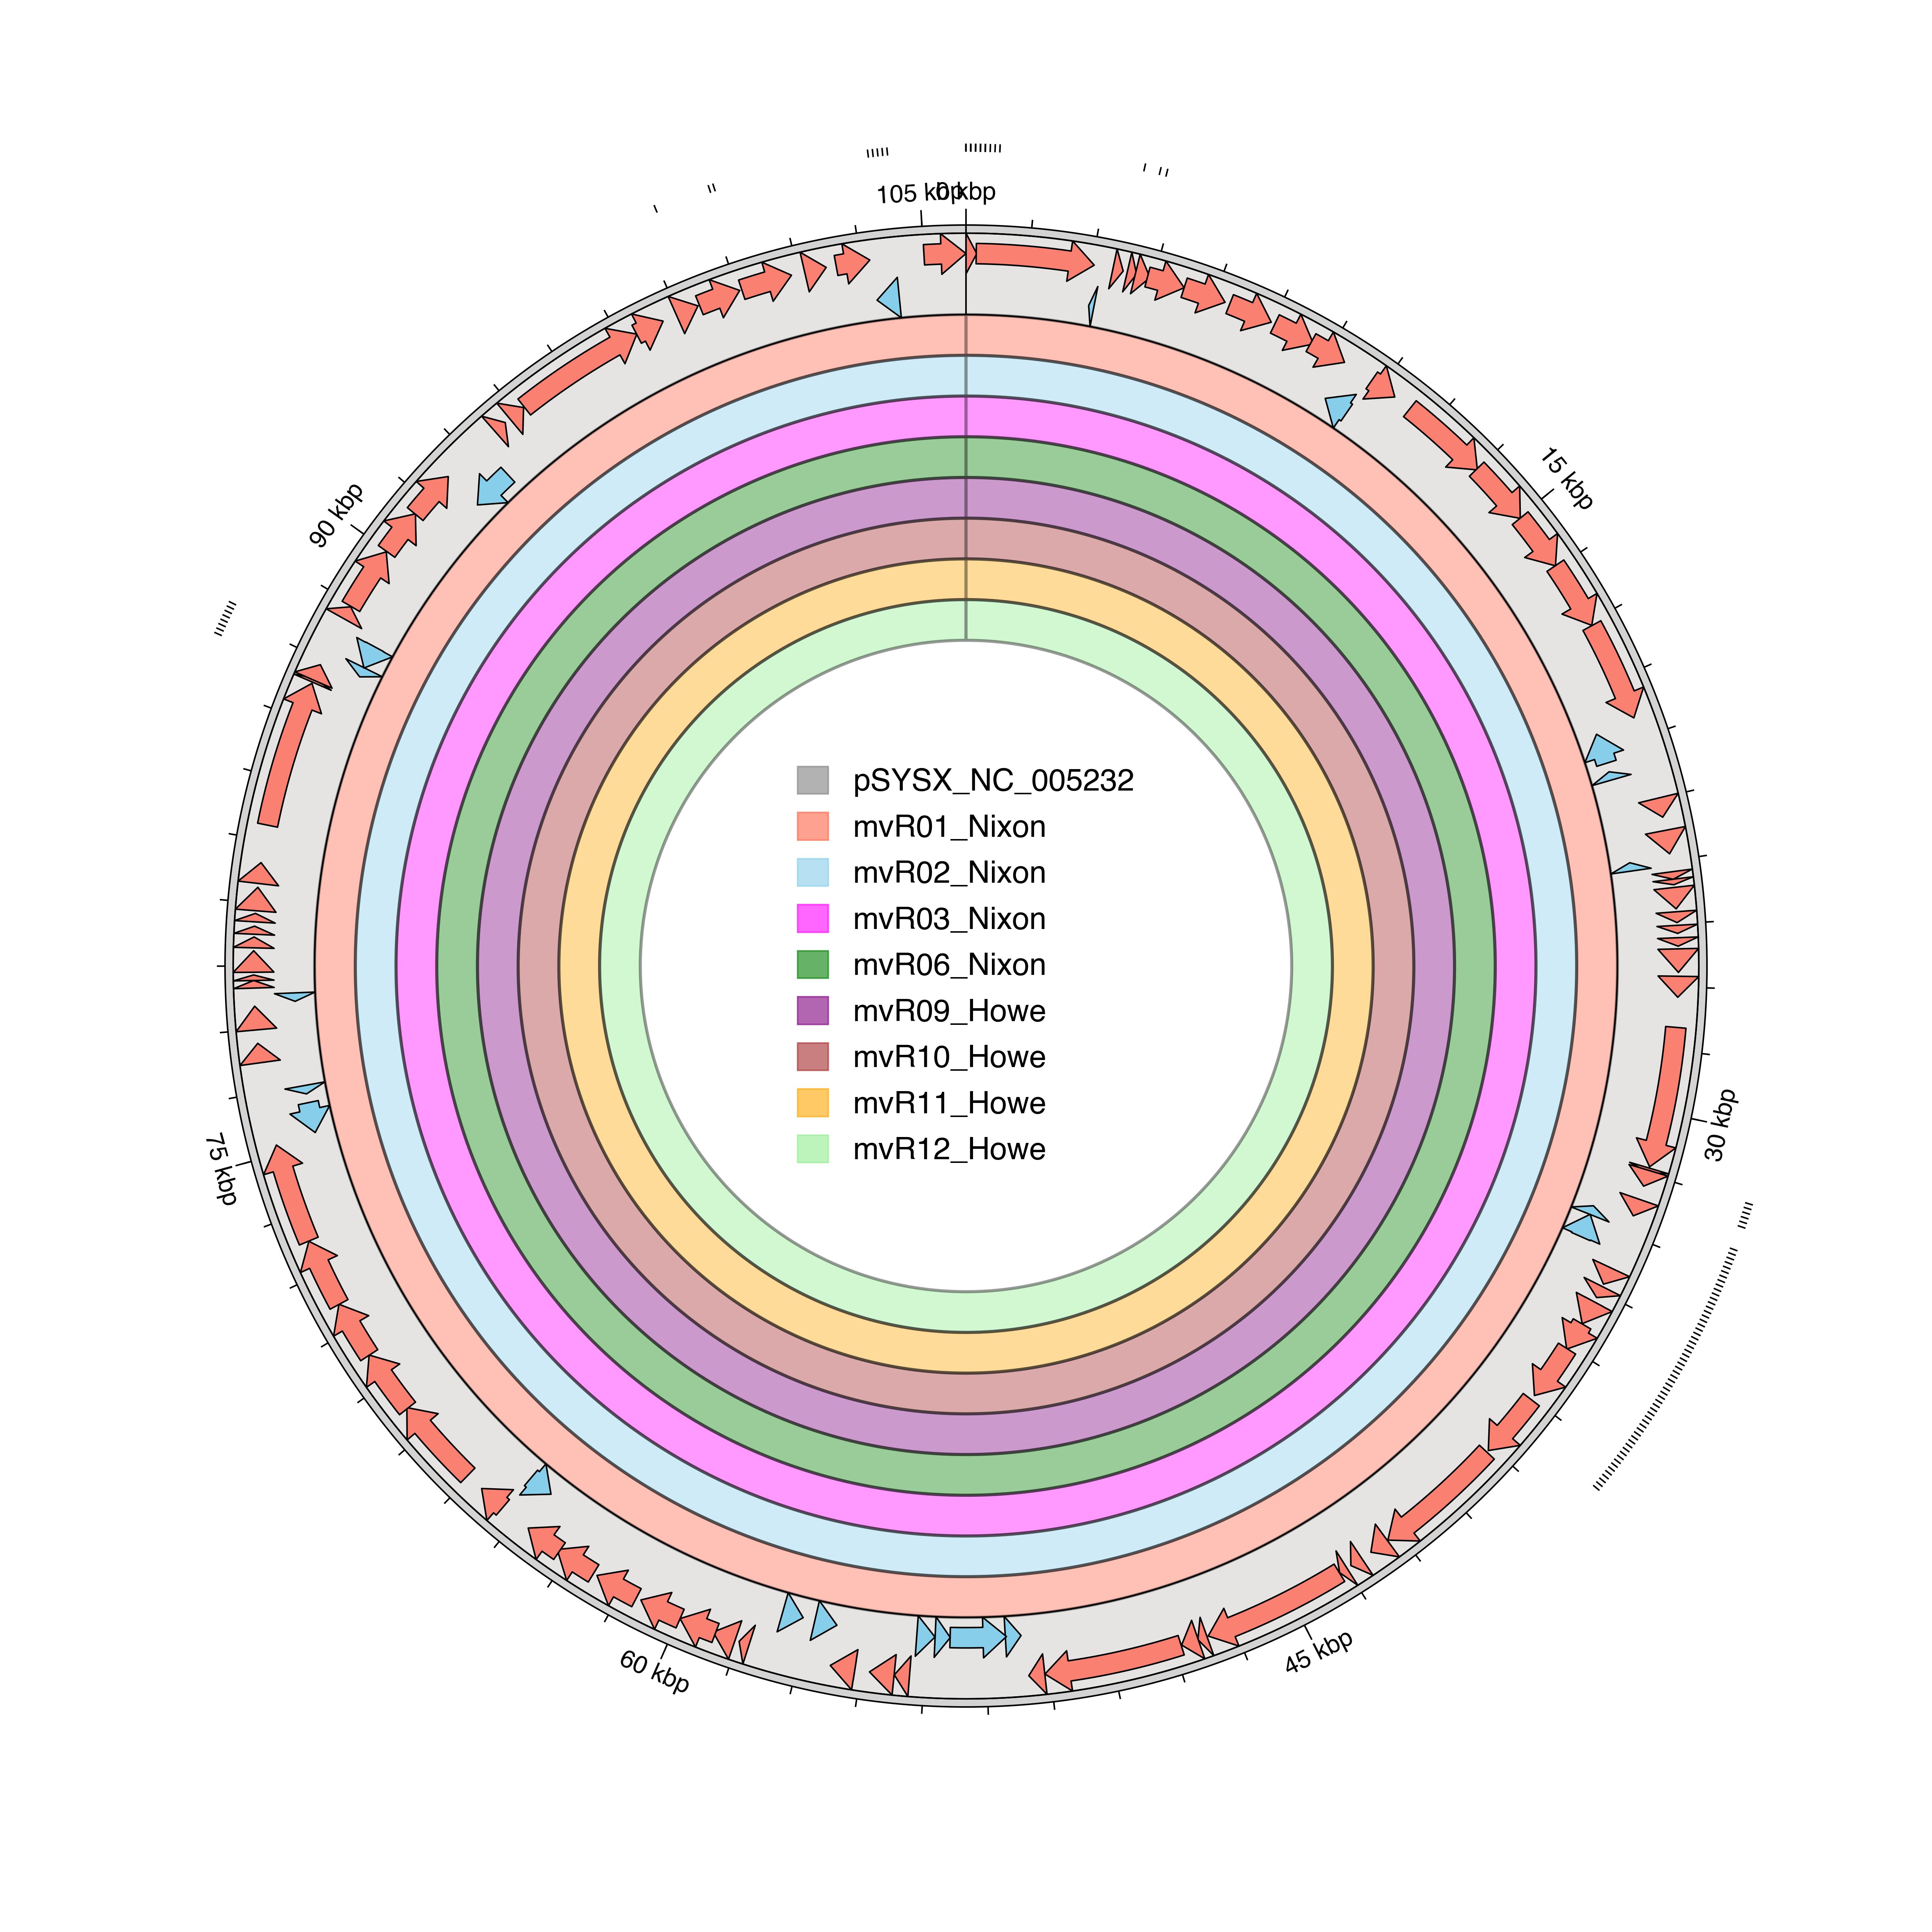 105 kbp
0 kbp
15 kbp
90 kbp
pSYSX_NC_005232
mvR01_Nixon
mvR02_Nixon
mvR03_Nixon
mvR06_Nixon
mvR09_Howe
mvR10_Howe
mvR11_Howe
mvR12_Howe
30 kbp
75 kbp
45 kbp
60 kbp